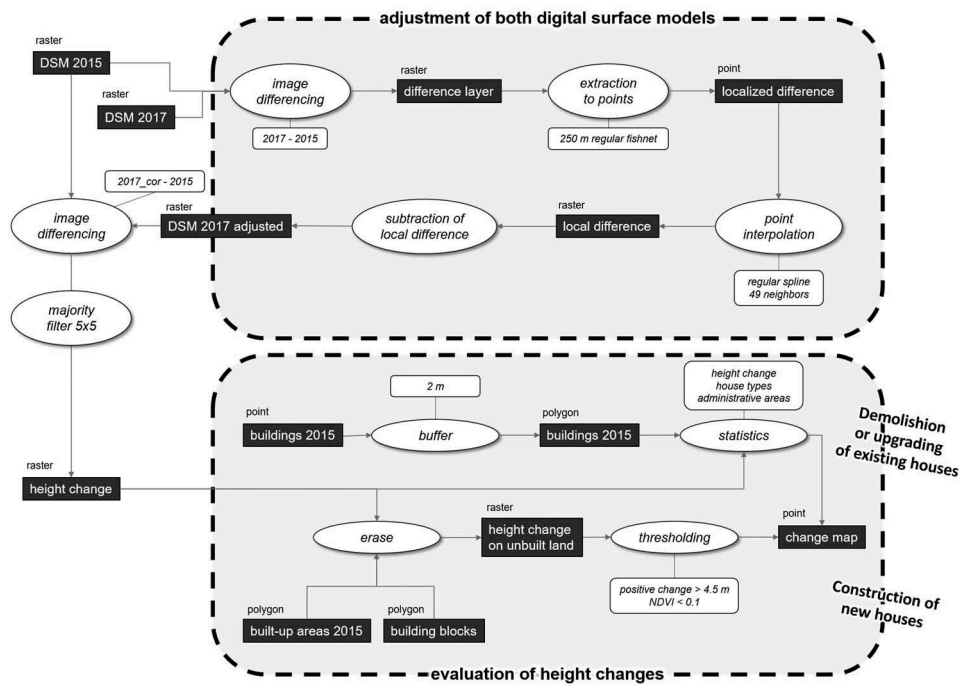 adjustment of both digital surface models
raster
DSM 2015
raster
DSM 2017
image
differencing
2017 - 2015
raster
difference layer
extraction
to points
250 m regular fishnet
point
localized difference
2017_cor - 2015
image
differencing
raster
DSM 2017 adjusted
subtraction of
local difference
raster
local difference
point
interpolation
regular spline
49 neighbors
majority
filter 5x5
height change
house types
administrative areas
2 m
point
buildings 2015
buffer
polygon
buildings 2015
statistics
Demolishion
or upgrading
of existing houses
raster
height change
erase
raster
height change
on unbuilt land
thresholding
point
change map
positive change > 4.5 m
NDVI < 0.1
polygon
built-up areas 2015
polygon
building blocks
Construction of
new houses
evaluation of height changes